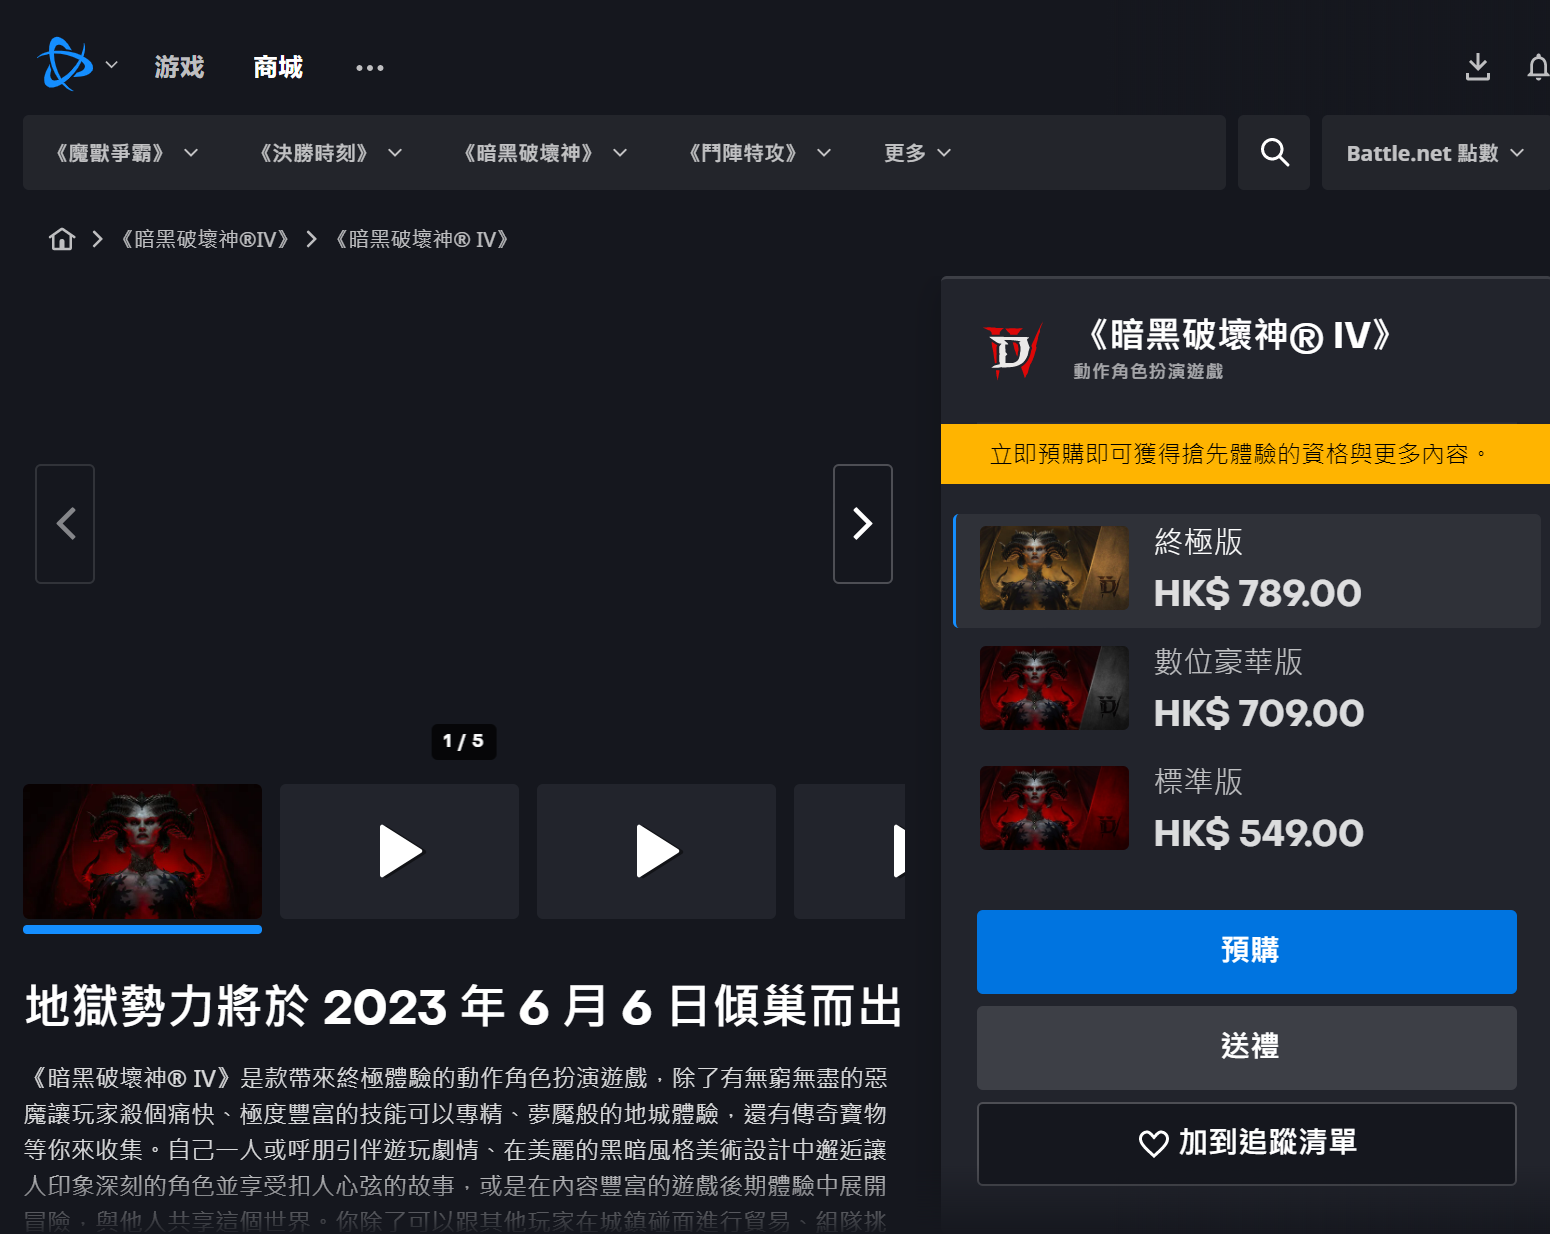 游戏
商城
《魔獸爭霸》
《決勝時刻》
《暗黑破壞神》
《鬥陣特攻》
更多
Battle.net 點數
《暗黑破壞神®IV》
《暗黑破壞神® IV》
《暗黑破壞神® IV》
動作角色扮演遊戲
立即預購即可獲得搶先體驗的資格與更多內容。
終極版
HK$ 789.00
數位豪華版
HK$ 709.00
標準版
HK$ 549.00
預購
送禮
加到追蹤清單
1 / 5
地獄勢力將於 2023 年 6 月 6 日傾巢而出
《暗黑破壞神® IV》是款帶來終極體驗的動作角色扮演遊戲，除了有無窮無盡的惡
魔讓玩家殺個痛快、極度豐富的技能可以專精、夢魘般的地城體驗，還有傳奇寶物
等你來收集。自己一人或呼朋引伴遊玩劇情、在美麗的黑暗風格美術設計中邂逅讓
人印象深刻的角色並享受扣人心弦的故事，或是在內容豐富的遊戲後期體驗中展開
冒險，與他人共享這個世界。你除了可以跟其他玩家在城鎮碰面進行貿易、組隊挑